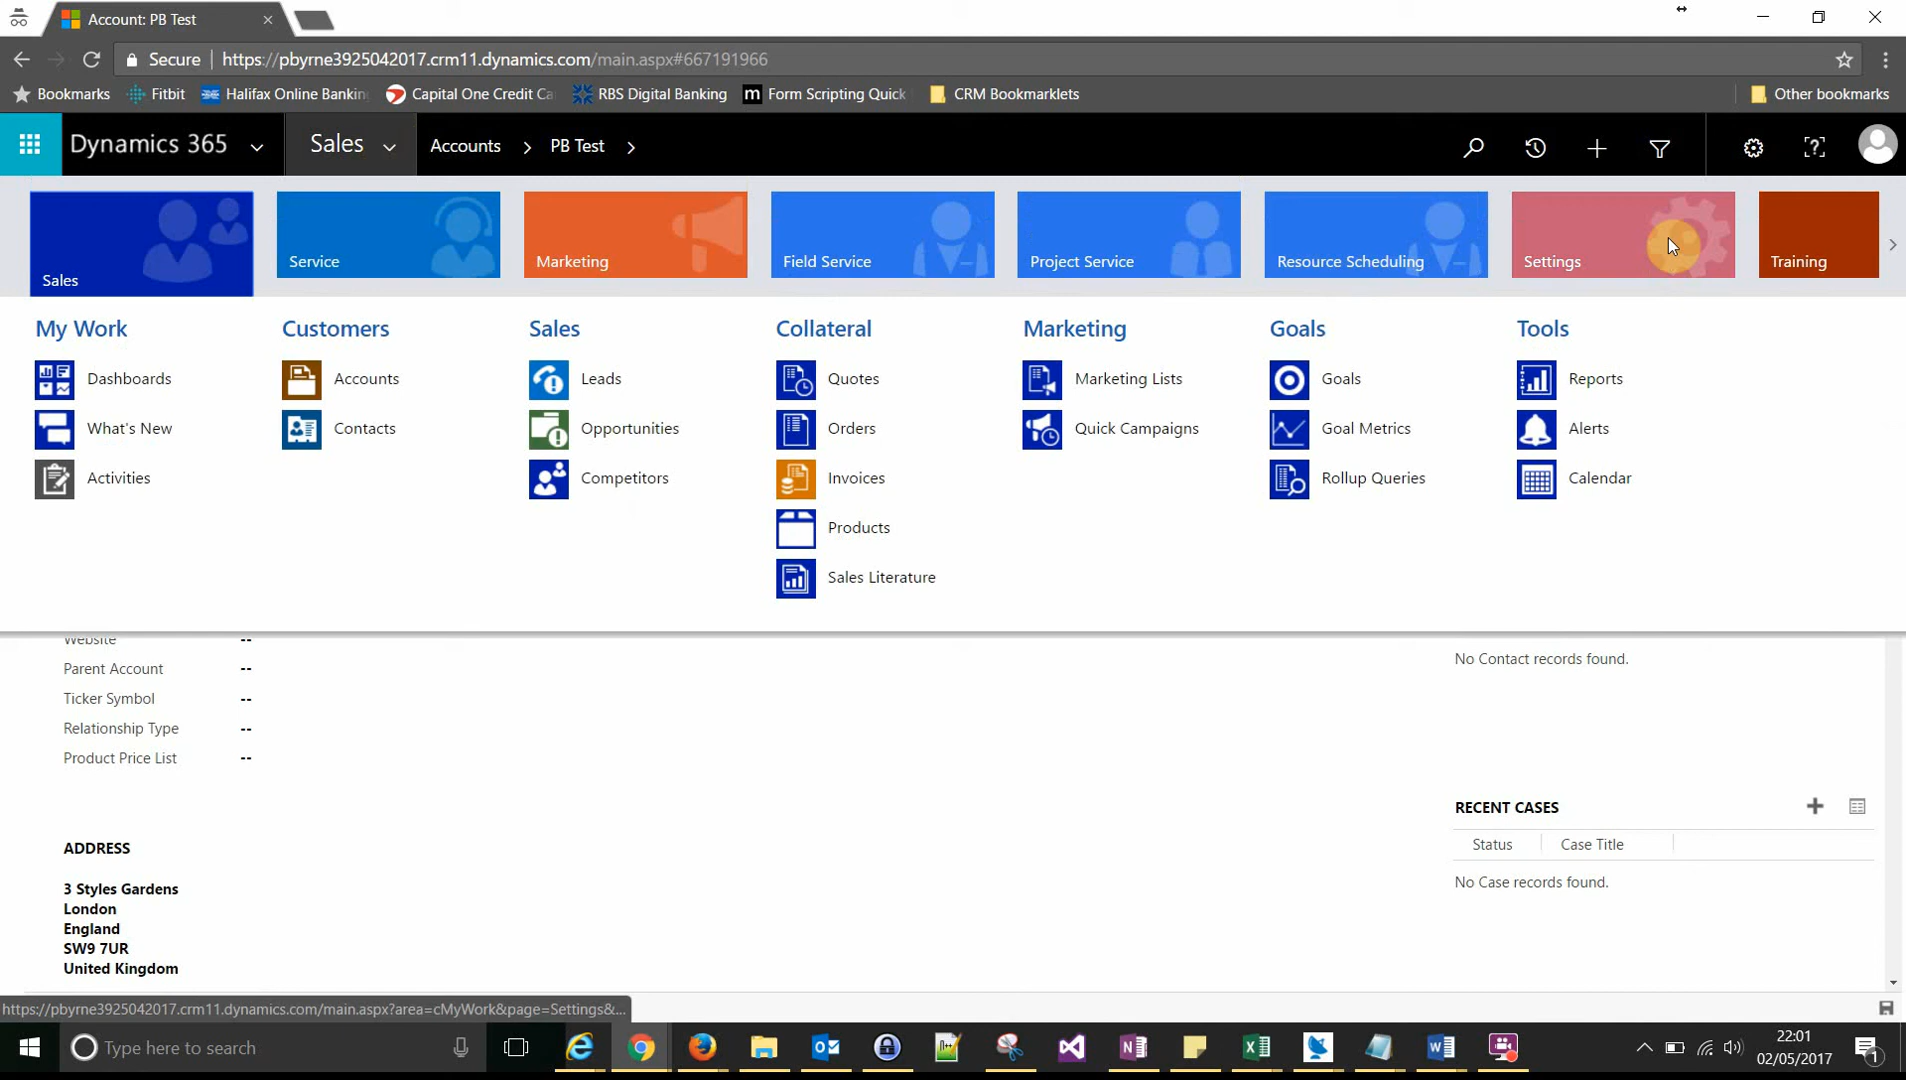 Account: PB Test
Secure https://pbyrne3925042017.crm11.dynamics.com/main.aspx#667191966
Bookmarks Fitbit Halifax Online Bankin Capital One Credit Ca RBS Digital Banking m Form Scripting Quick CRM Bookmarklets Other bookmarks
Dynamics 365 Sales Accounts PB Test
Sales Service Marketing Field Service Project Service Resource Scheduling Settings Training
My Work Customers Sales Collateral Marketing Goals Tools
Dashboards Accounts Leads Quotes Marketing Lists Goals Reports
What's New Contacts Opportunities Orders Quick Campaigns Goal Metrics Alerts
Activities Competitors Invoices Rollup Queries Calendar
Products
Sales Literature
Website --
Parent Account --
Ticker Symbol --
Relationship Type --
Product Price List --
No Contact records found.
RECENT CASES
Status Case Title
No Case records found.
ADDRESS
3 Styles Gardens
London
England
SW9 7UR
United Kingdom
https://pbyrne3925042017.crm11.dynamics.com/main.aspx?area=cMyWork&page=Settings&...
Type here to search
22:01
02/05/2017
1